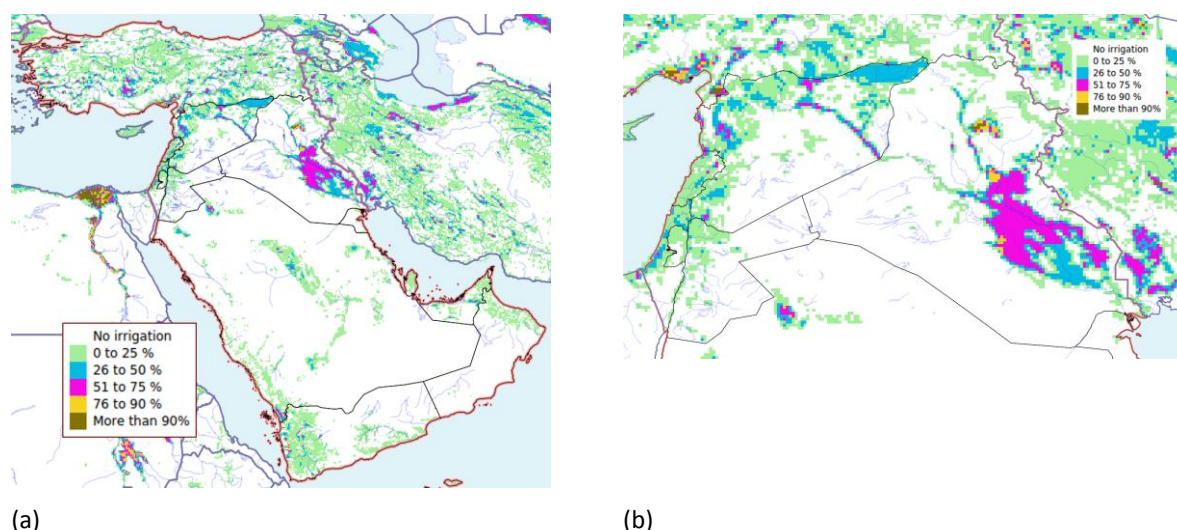 No irrigation
0 to 25 %
26 to 50 %
51 to 75 %
76 to 90 %
More than 90%
(a)
No irrigation
0 to 25 %
26 to 50 %
51 to 75 %
76 to 90 %
More than 90%
(b)